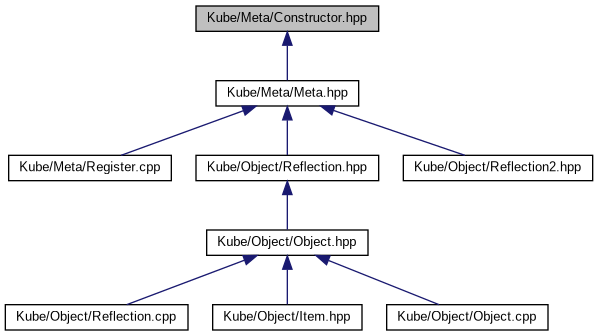 Kube/Meta/Constructor.hpp
Kube/Meta/Meta.hpp
Kube/Meta/Register.cpp
Kube/Object/Reflection.hpp
Kube/Object/Reflection2.hpp
Kube/Object/Object.hpp
Kube/Object/Reflection.cpp
Kube/Object/Item.hpp
Kube/Object/Object.cpp